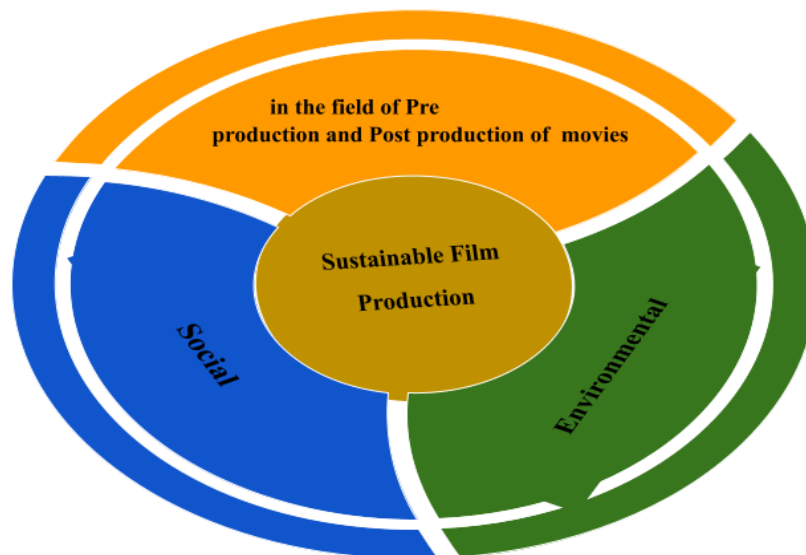 in the field of Pre
production and Post production of movies
Sustainable Film
Production
Social
Environmental